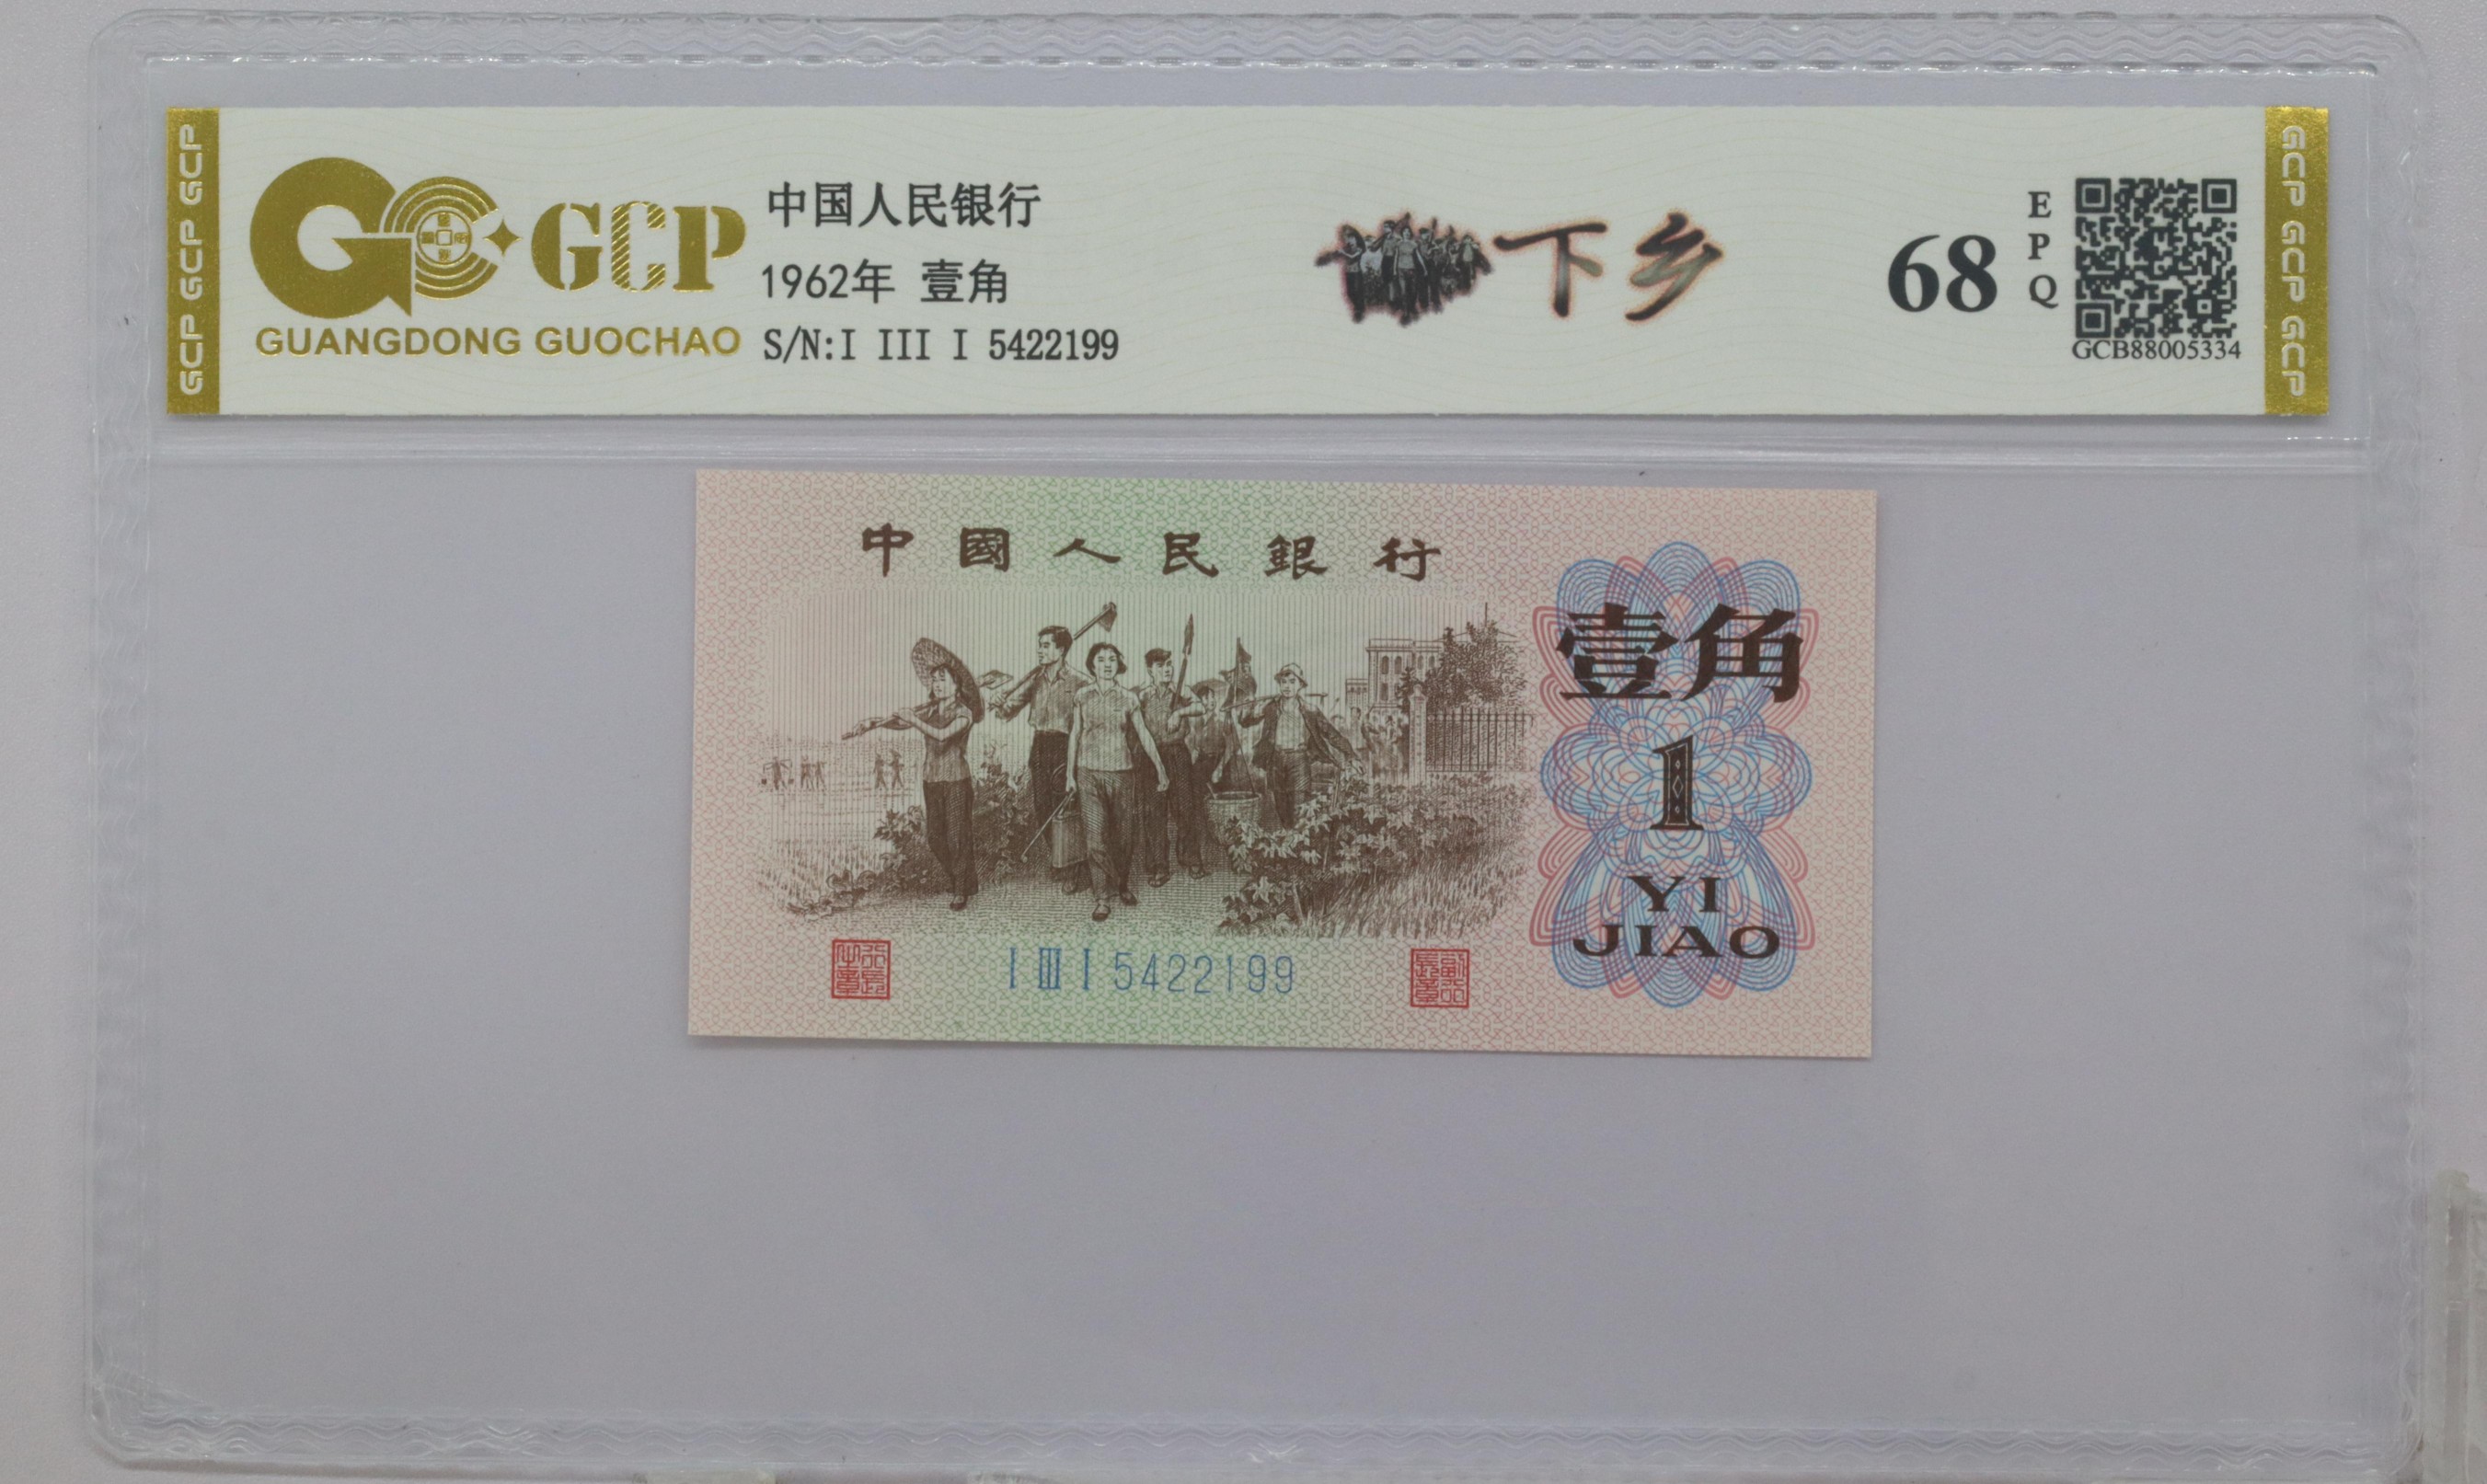 GCP GCP GCP
GCP
GUANGDONG GUOCHAO
中国人民银行
1962年 壹角
S/N:I III I 5422199
下乡
68
EPQ
GCB88005334
GCP GCP GCP
中國人民銀行
壹角
1
YI
JIAO
I III I 5422199